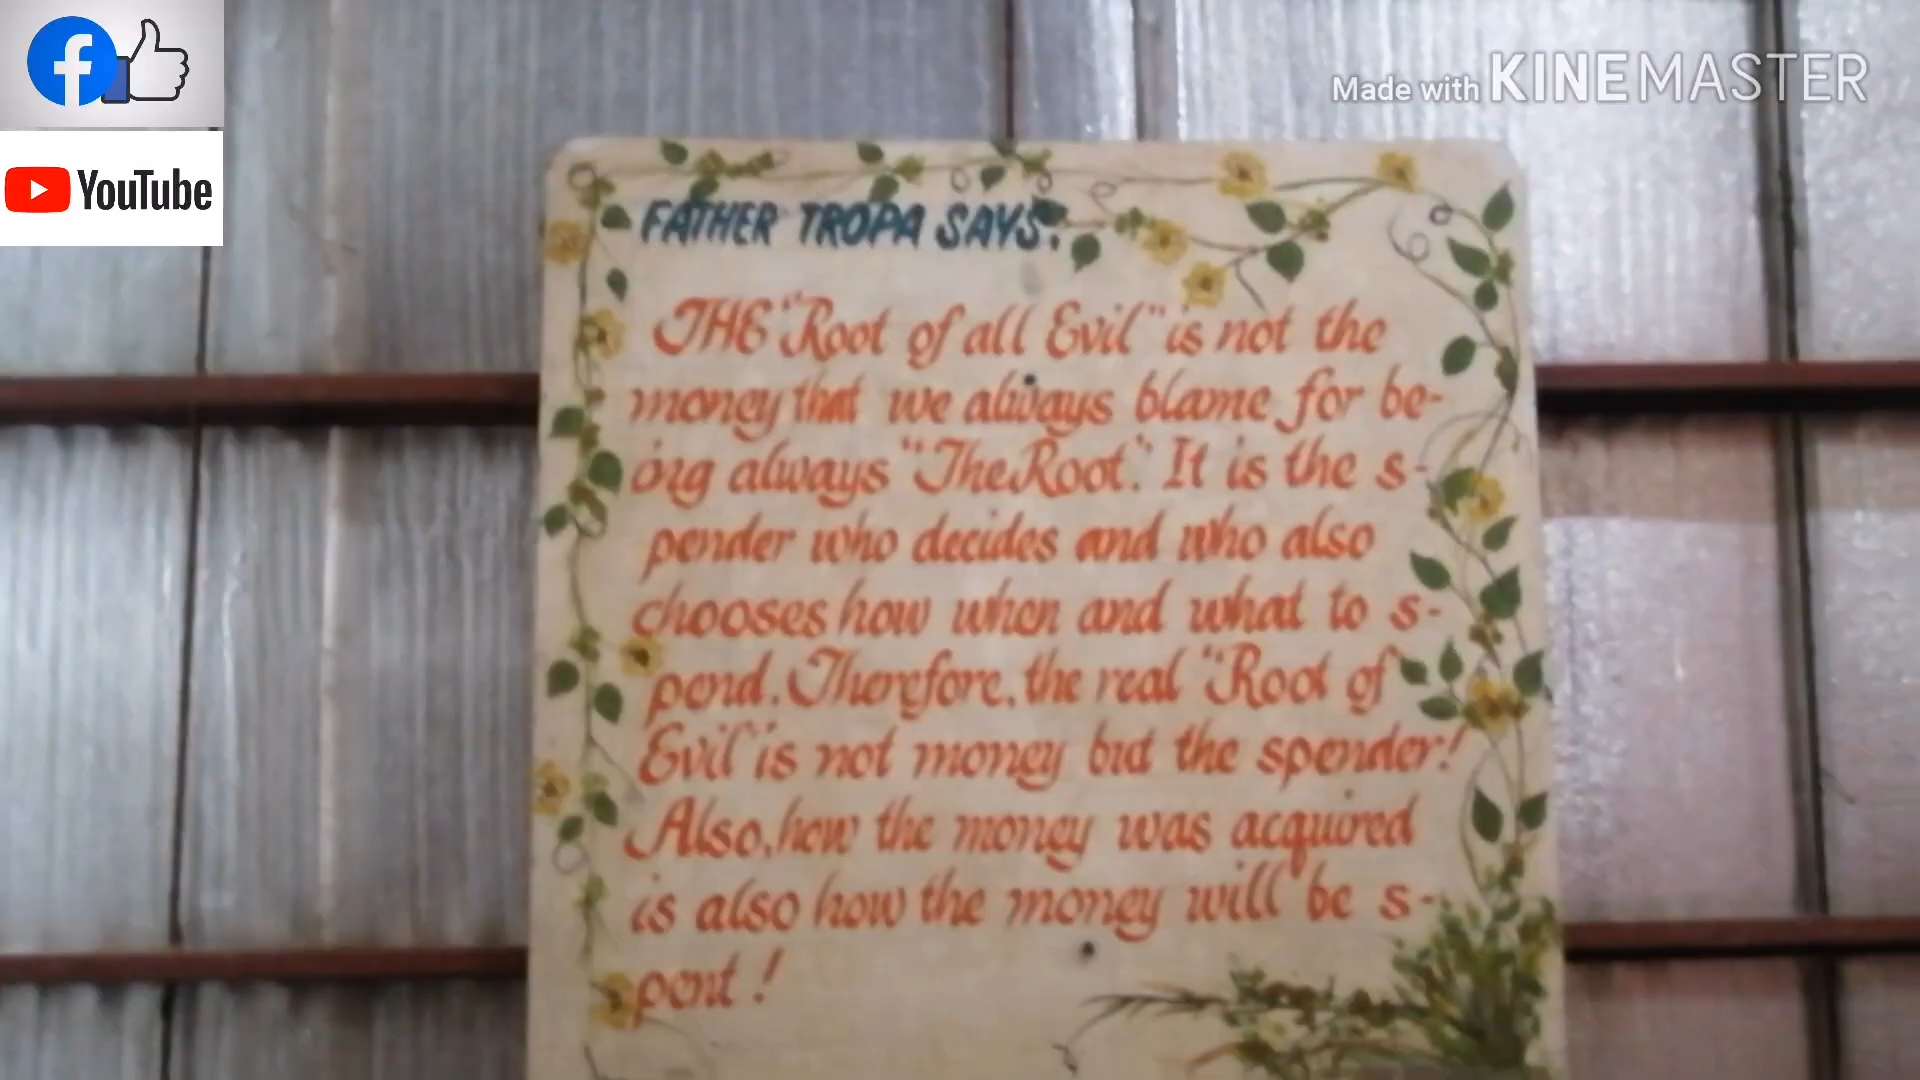 f
YouTube
Made with KINEMASTER
FATHER TROPA SAYS:
THE "Root of all Evil" is not the
money that we always blame for be-
ing always "The Root." It is the s-
pender who decides and who also
chooses how when and what to s-
pend. Therefore, the real "Root of
Evil" is not money but the spender!
Also, how the money was acquired
is also how the money will be s-
pent!